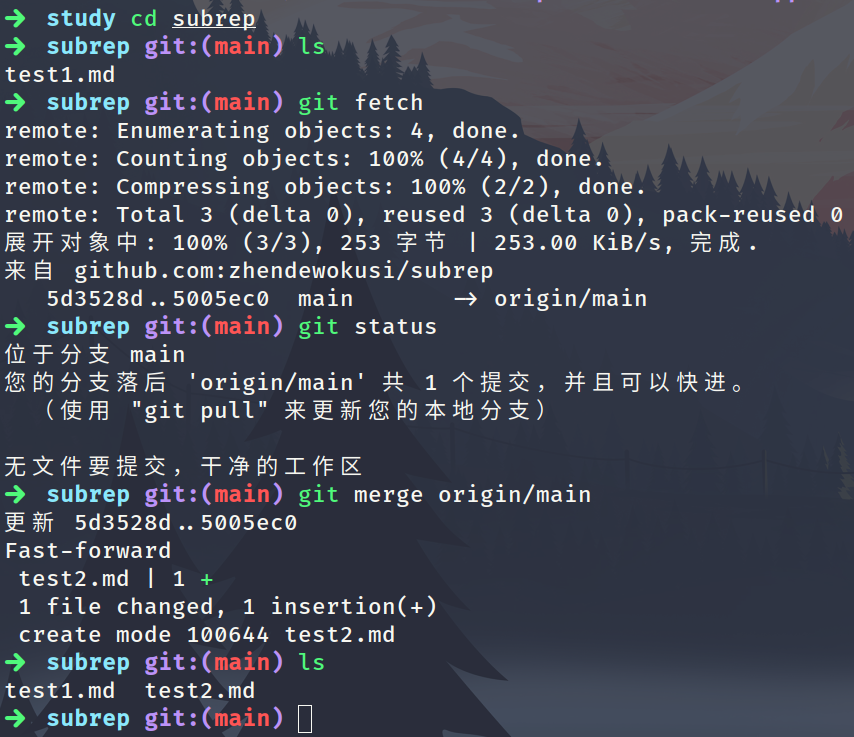 ➜ study cd subrep
➜ subrep git:(main) ls
test1.md
➜ subrep git:(main) git fetch
remote: Enumerating objects: 4, done.
remote: Counting objects: 100% (4/4), done.
remote: Compressing objects: 100% (2/2), done.
remote: Total 3 (delta 0), reused 3 (delta 0), pack-reused 0
展开对象中: 100% (3/3), 253 字节 | 253.00 KiB/s, 完成.
来自 github.com:zhendewokusi/subrep
   5d3528d..5005ec0  main       -> origin/main
➜ subrep git:(main) git status
位于分支 main
您的分支落后 'origin/main' 共 1 个提交，并且可以快进。
  （使用 "git pull" 来更新您的本地分支）
无文件要提交，干净的工作区
➜ subrep git:(main) git merge origin/main
更新 5d3528d..5005ec0
Fast-forward
 test2.md | 1 +
 1 file changed, 1 insertion(+)
 create mode 100644 test2.md
➜ subrep git:(main) ls
test1.md  test2.md
➜ subrep git:(main)